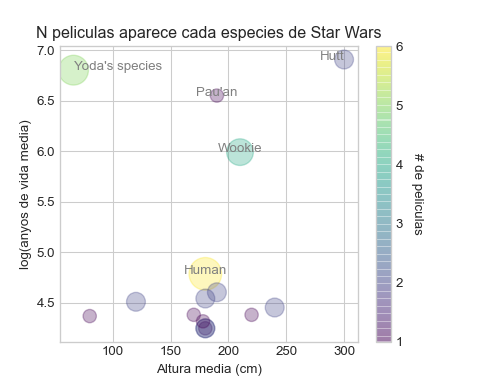 N peliculas aparece cada especies de Star Wars
7.0
6.5
6.0
5.5
5.0
4.5
log(anyos de vida media)
Yoda's species
Hutt
Pau'an
Wookie
Human
100
150
200
250
300
Altura media (cm)
6
5
4
3
2
1
# de peliculas